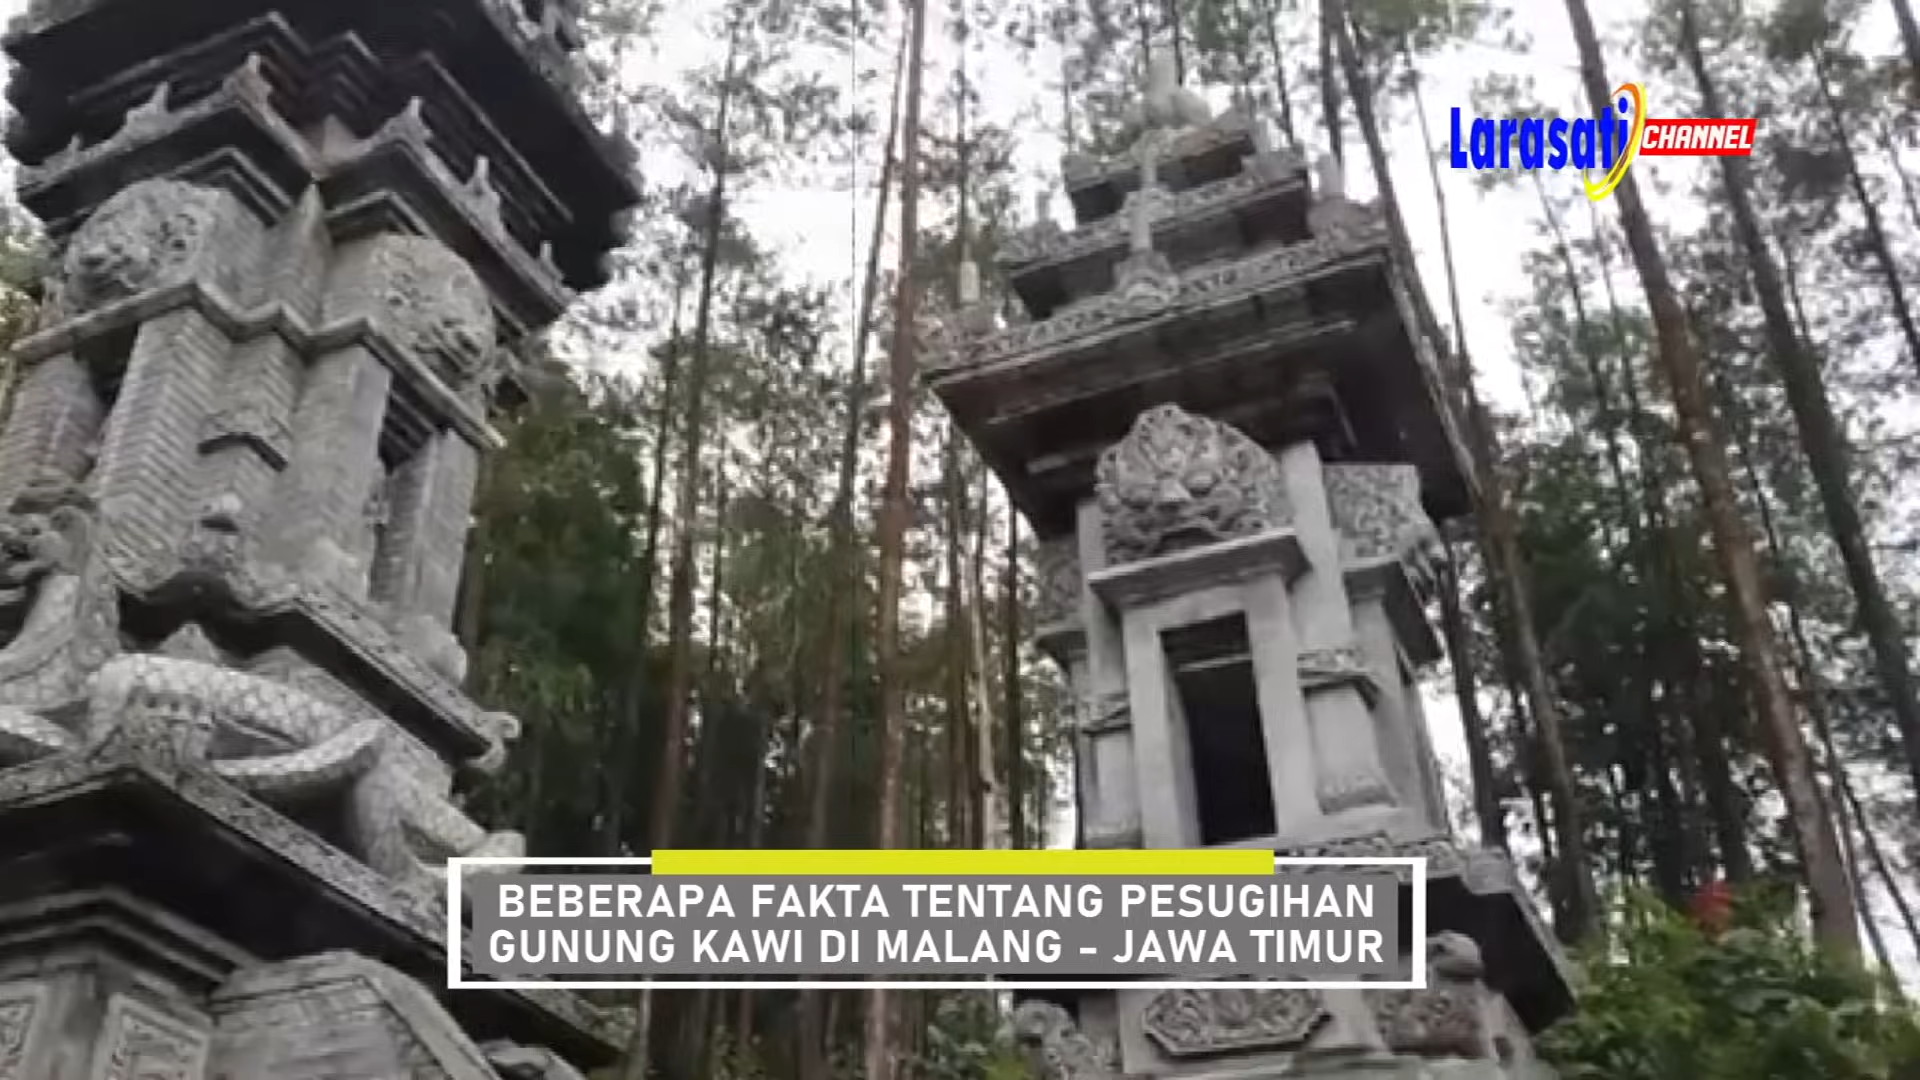 Larasati CHANNEL
BEBERAPA FAKTA TENTANG PESUGIHAN
GUNUNG KAWI DI MALANG - JAWA TIMUR